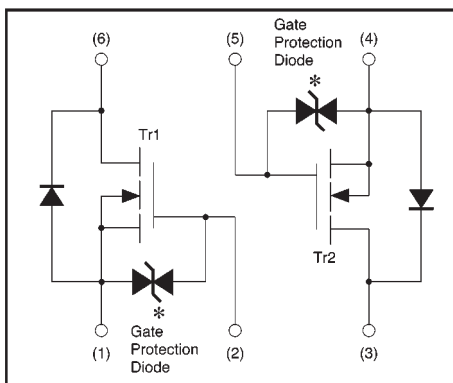 Gate
Protection
Diode
(6)
(5)
(4)
*
Tr1
Tr2
*
Gate
Protection
Diode
(1)
(2)
(3)